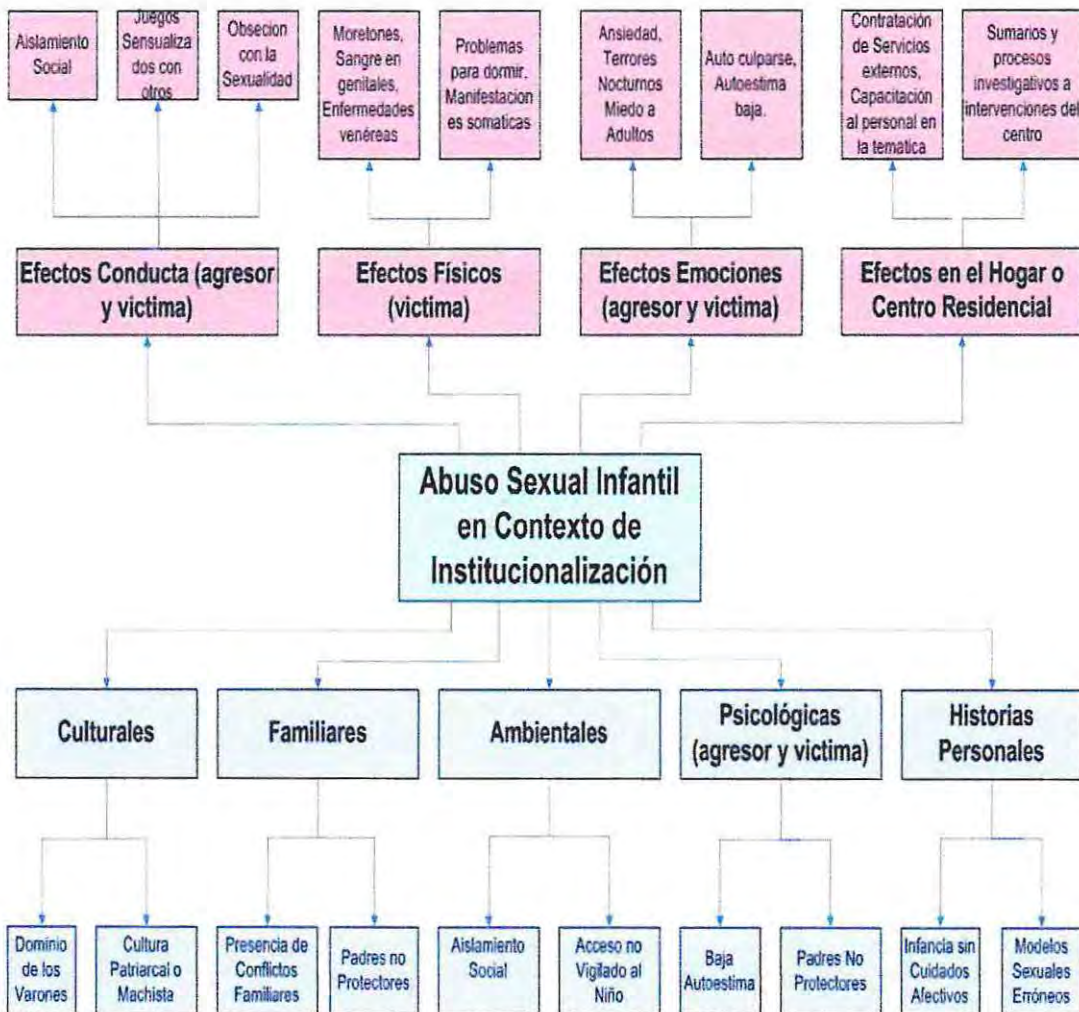 Aislamiento
Social
Juegos
Sensualiza
dos con
otros
Obsecion
con la
Sexualidad
Moretones,
Sangre en
genitales,
Enfermedades
venéreas
Problemas
para dormir.
Manifestacion
es somaticas
Ansiedad,
Terrores
Nocturnos
Miedo a
Adultos
Auto culparse,
Autoestima
baja.
Contratación
de Servicios
externos,
Capacitación
al personal en
la tematica
Sumarios y
procesos
investigativos a
intervenciones del
centro
Efectos Conducta (agresor
y victima)
Efectos Físicos
(victima)
Efectos Emociones
(agresor y victima)
Efectos en el Hogar o
Centro Residencial
Abuso Sexual Infantil
en Contexto de
Institucionalización
Culturales
Familiares
Ambientales
Psicológicas
(agresor y victima)
Historias
Personales
Dominio
de los
Varones
Cultura
Patriarcal o
Machista
Presencia de
Conflictos
Familiares
Padres no
Protectores
Aislamiento
Social
Acceso no
Vigilado al
Niño
Baja
Autoestima
Padres No
Protectores
Infancia sin
Cuidados
Afectivos
Modelos
Sexuales
Erróneos